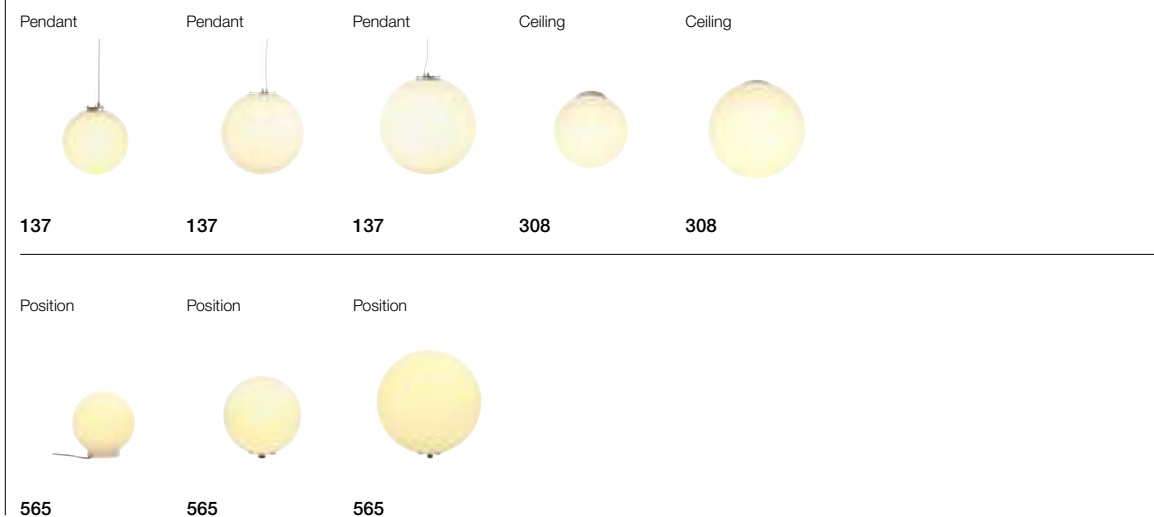 Pendant Pendant Pendant Ceiling Ceiling
137 137 137 308 308
Position Position Position
565 565 565